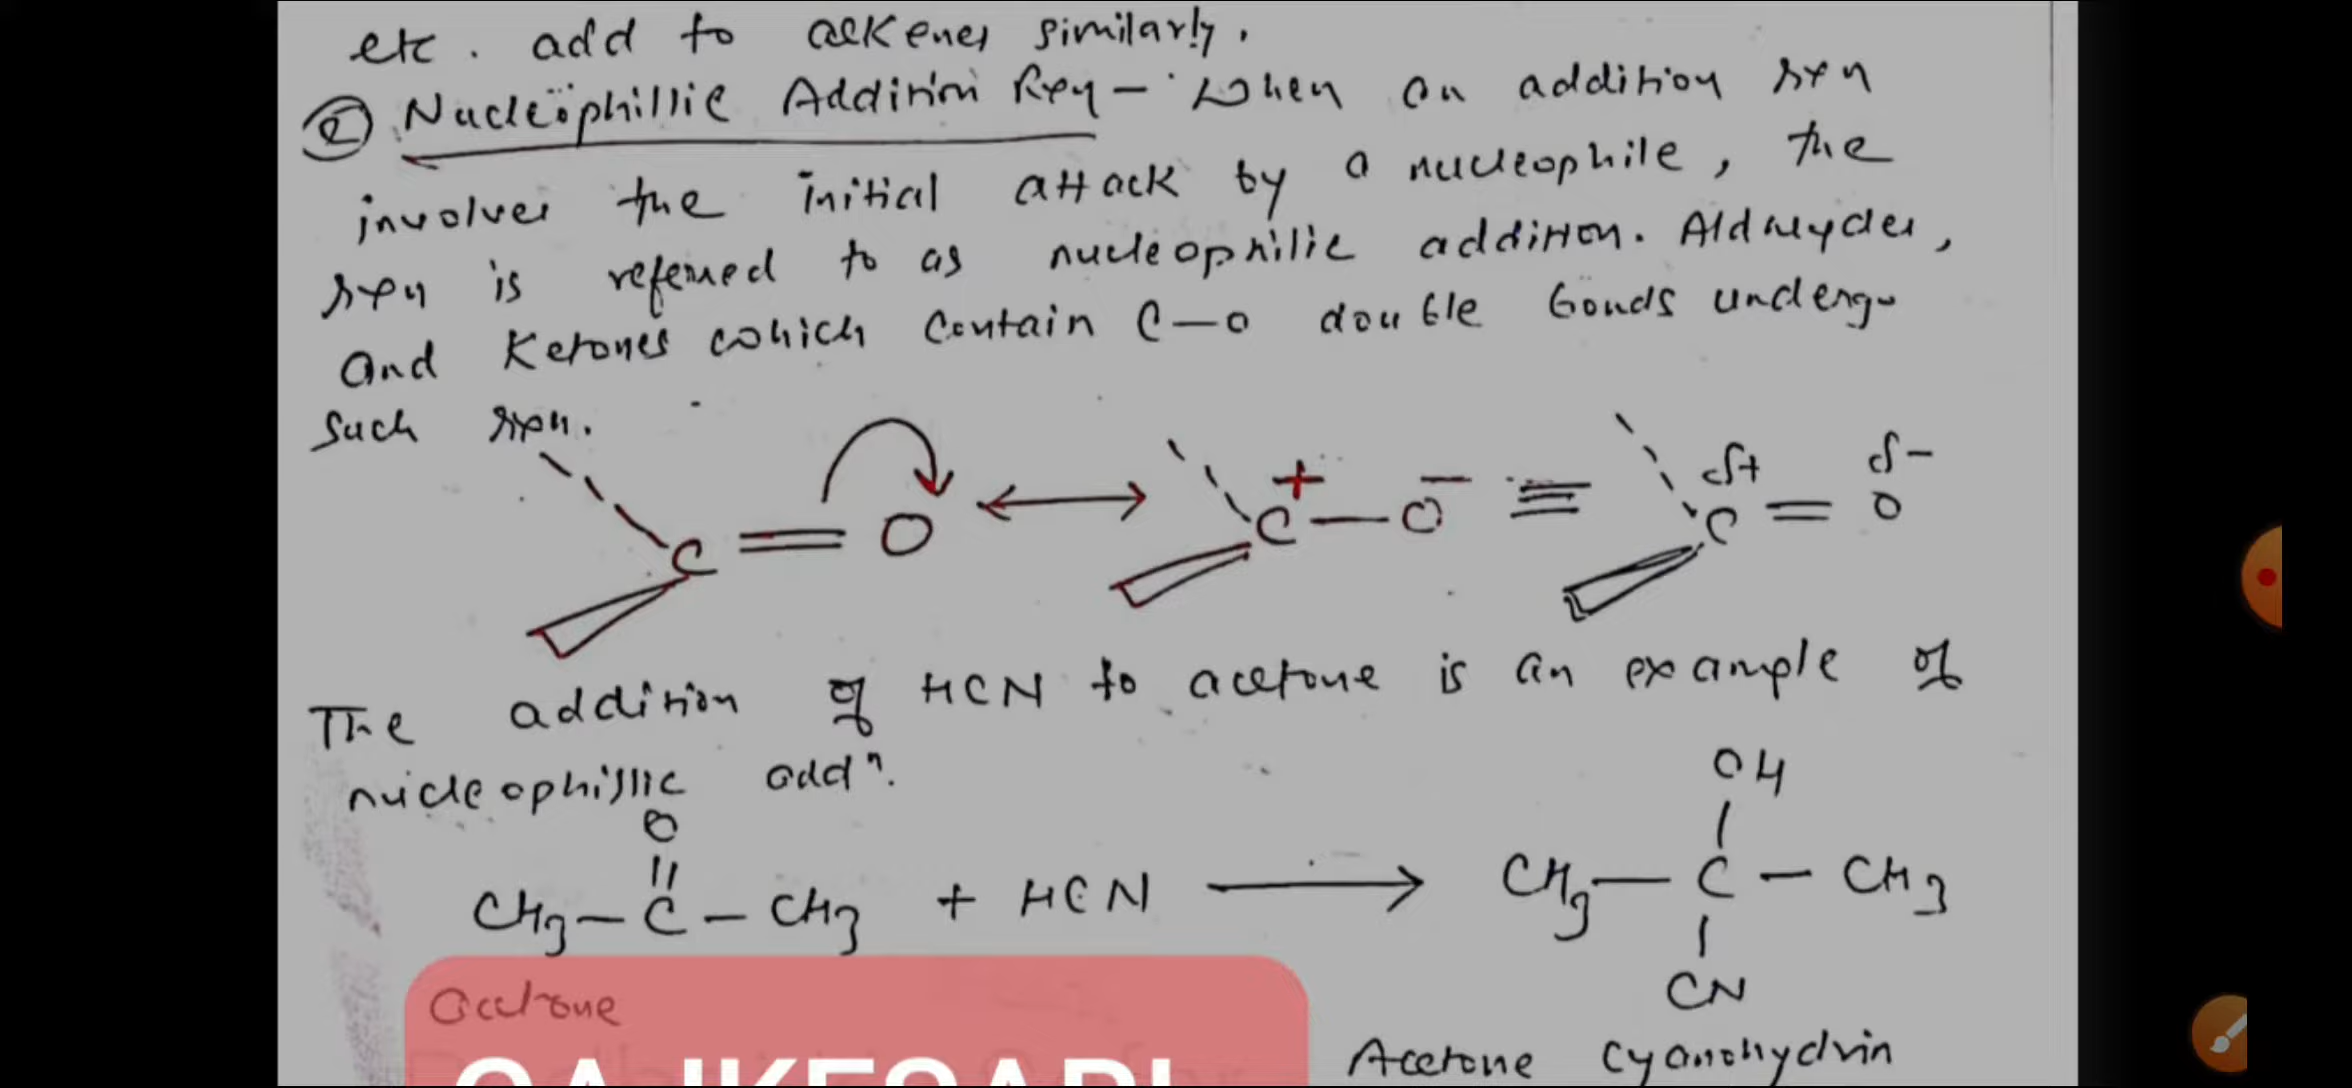 etc. add to alkenes similarly.
② Nucleophillic Addition Rxn - When an addition rxn
involves the initial attack by a nucleophile, the
rxn is referred to as nucleophilic addition. Aldehydes,
and Ketones which contain C-O double bonds undergo
such rxn.
C=O ↔ C+—O− ≡ Cδ+=Oδ−
The addition of HCN to acetone is an example of
nucleophillic addⁿ.
O OH
|| |
CH3-C-CH3 + HCN → CH3-C-CH3
|
CN
acetone
Acetone Cyanohydrin